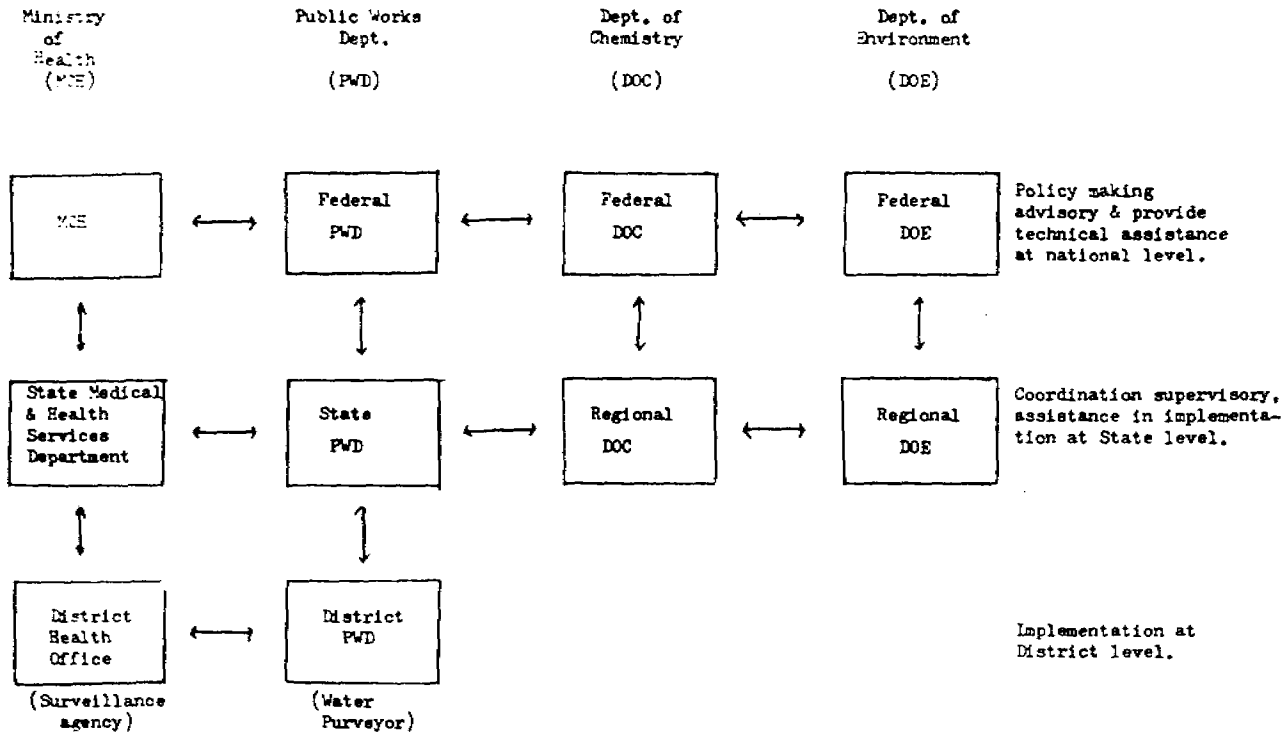 Ministry
of
Health
(MOH)
Public Works
Dept.
(PWD)
Dept. of
Chemistry
(DOC)
Dept. of
Environment
(DOE)
MOH
Federal
PWD
Federal
DOC
Federal
DOE
Policy making
advisory & provide
technical assistance
at national level.
State Medical
& Health
Services
Department
State
PWD
Regional
DOC
Regional
DOE
Coordination supervisory,
assistance in implementa-
tion at State level.
District
Health
Office
District
PWD
Implementation at
District level.
(Surveillance
agency)
(Water
Purveyor)